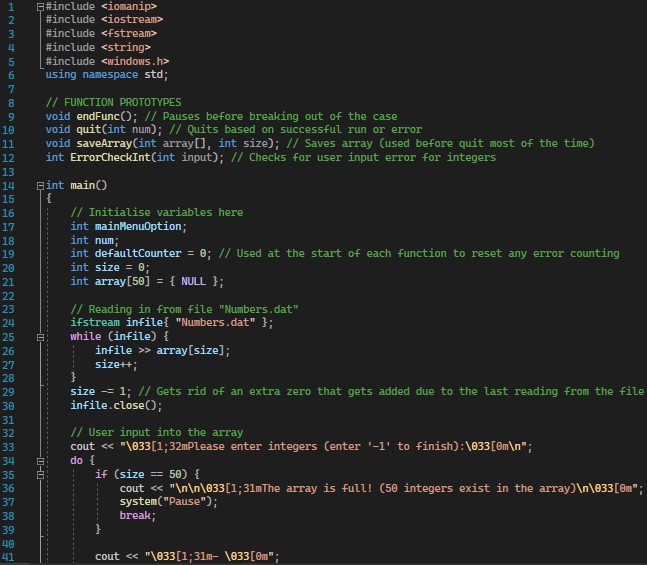 1 #include <iomanip>
2 #include <iostream>
3 #include <fstream>
4 #include <string>
5 #include <windows.h>
6 using namespace std;
7
8 // FUNCTION PROTOTYPES
9 void endFunc(); // Pauses before breaking out of the case
10 void quit(int num); // Quits based on successful run or error
11 void saveArray(int array[], int size); // Saves array (used before quit most of the time)
12 int ErrorCheckInt(int input); // Checks for user input error for integers
13
14 int main()
15 {
16 // Initialise variables here
17 int mainMenuOption;
18 int num;
19 int defaultCounter = 0; // Used at the start of each function to reset any error counting
20 int size = 0;
21 int array[50] = { NULL };
22
23 // Reading in from file "Numbers.dat"
24 ifstream infile{ "Numbers.dat" };
25 while (infile) {
26 infile >> array[size];
27 size++;
28 }
29 size -= 1; // Gets rid of an extra zero that gets added due to the last reading from the file
30 infile.close();
31
32 // User input into the array
33 cout << "\033[1;32mPlease enter integers (enter '-1' to finish):\033[0m\n";
34 do {
35 if (size == 50) {
36 cout << "\n\n\033[1;31mThe array is full! (50 integers exist in the array)\n\033[0m";
37 system("Pause");
38 break;
39 }
40
41 cout << "\033[1;31m- \033[0m";